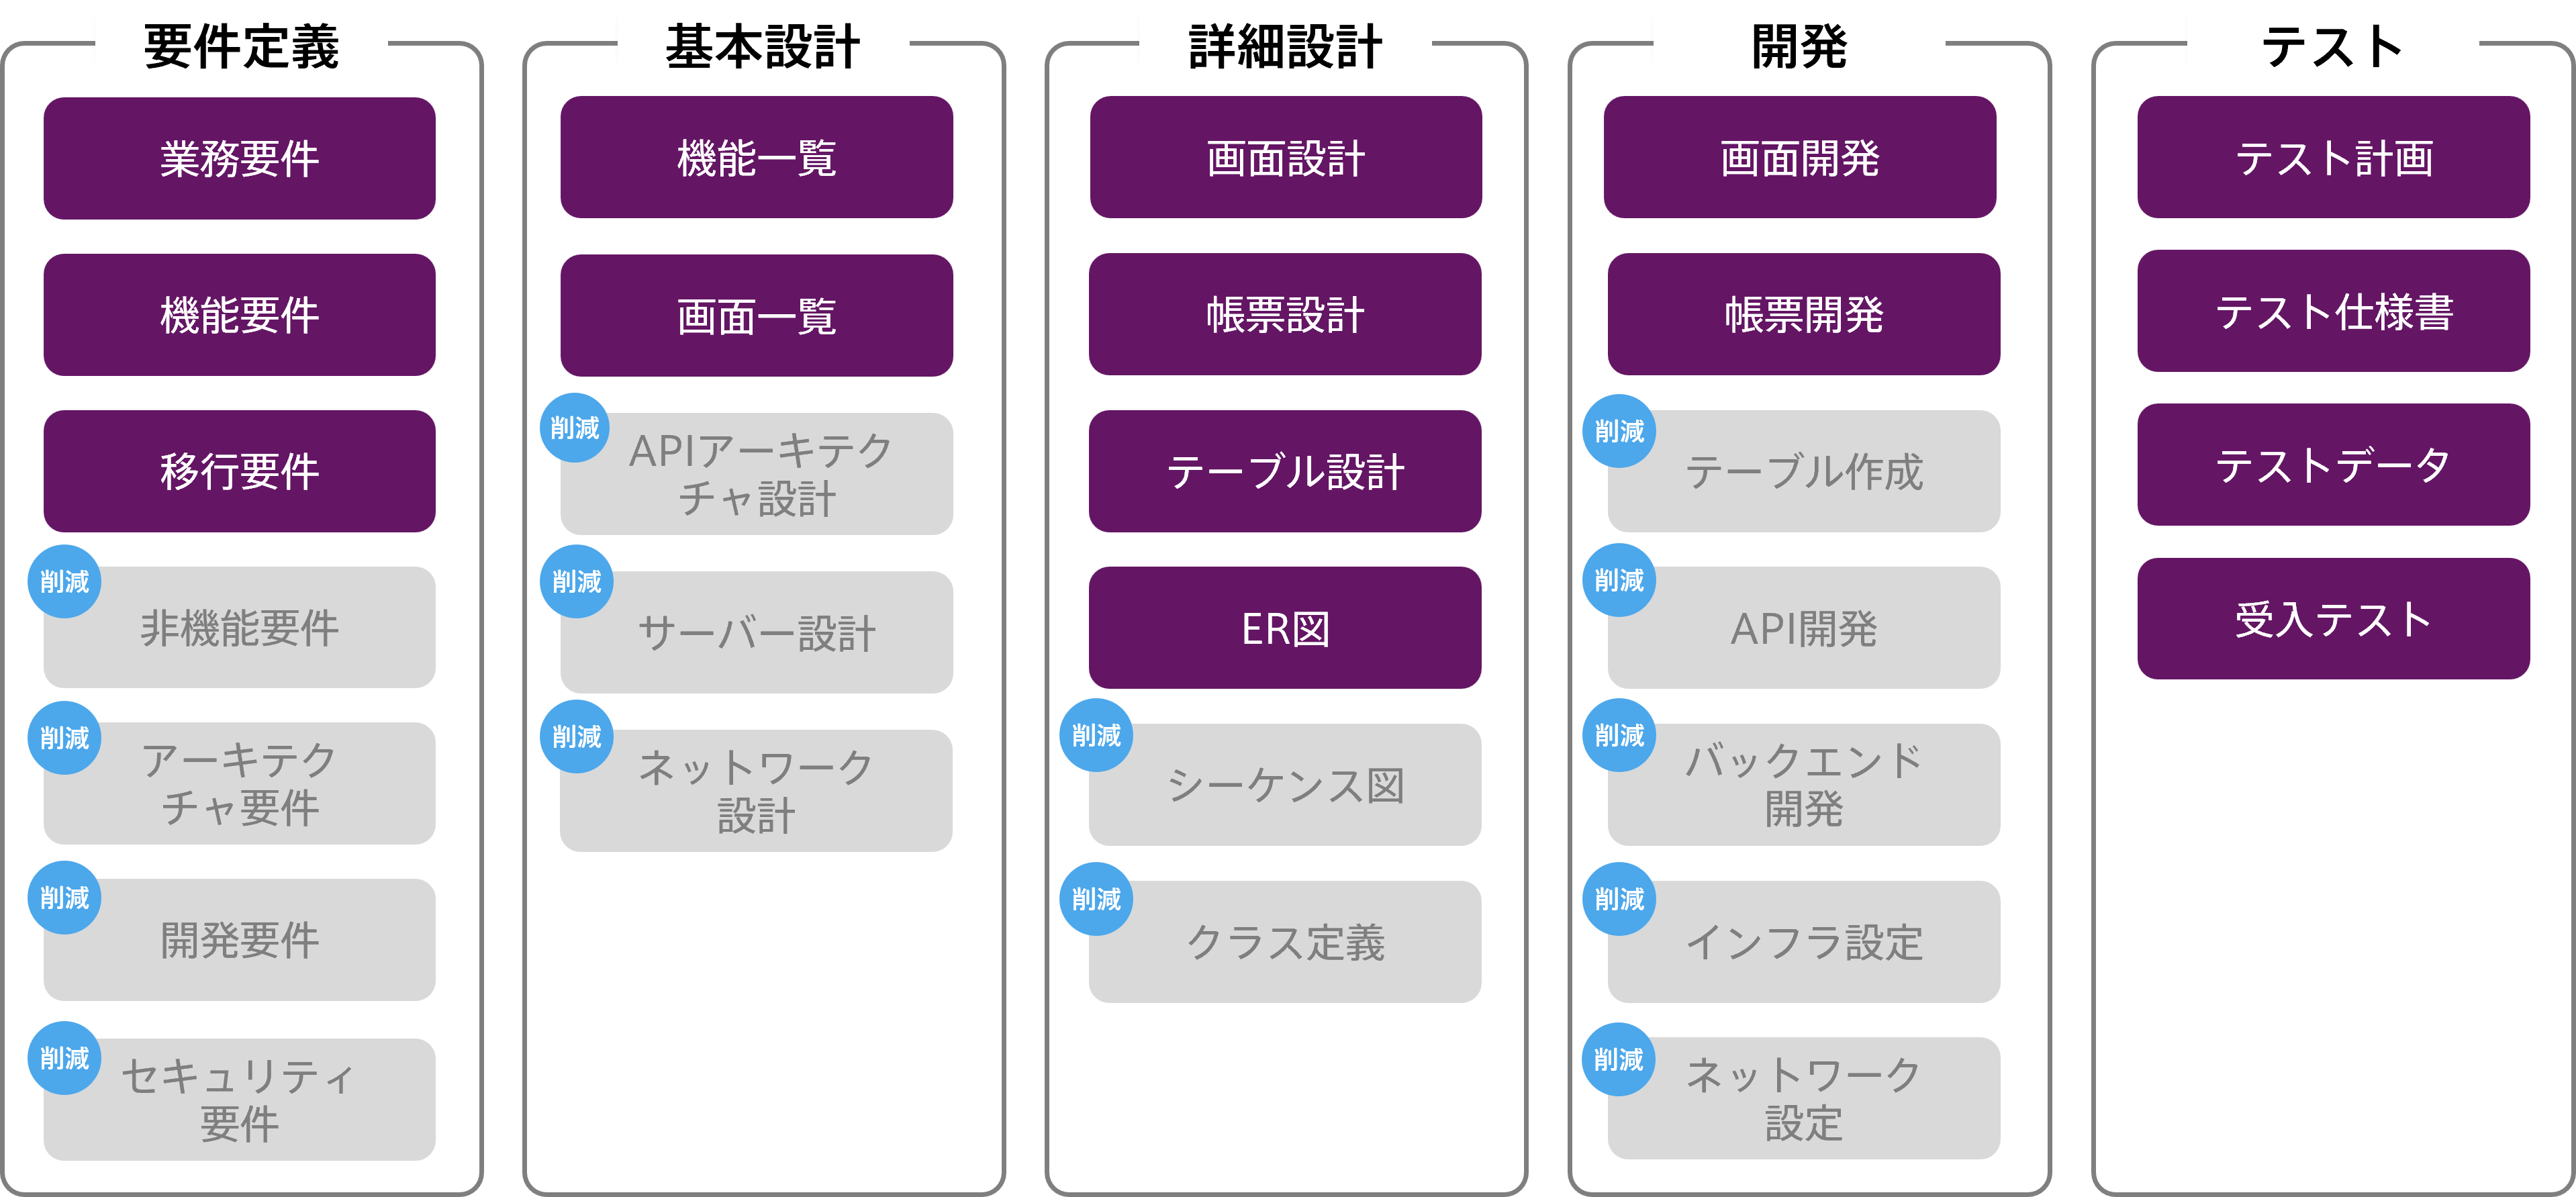 要件定義
業務要件
機能要件
移行要件
削減
非機能要件
削減
アーキテク
チャ要件
削減
開発要件
削減
セキュリティ
要件
基本設計
機能一覧
画面一覧
削減
APIアーキテク
チャ設計
削減
サーバー設計
削減
ネットワーク
設計
詳細設計
画面設計
帳票設計
テーブル設計
ER図
削減
シーケンス図
削減
クラス定義
開発
画面開発
帳票開発
削減
テーブル作成
削減
API開発
削減
バックエンド
開発
削減
インフラ設定
削減
ネットワーク
設定
テスト
テスト計画
テスト仕様書
テストデータ
受入テスト